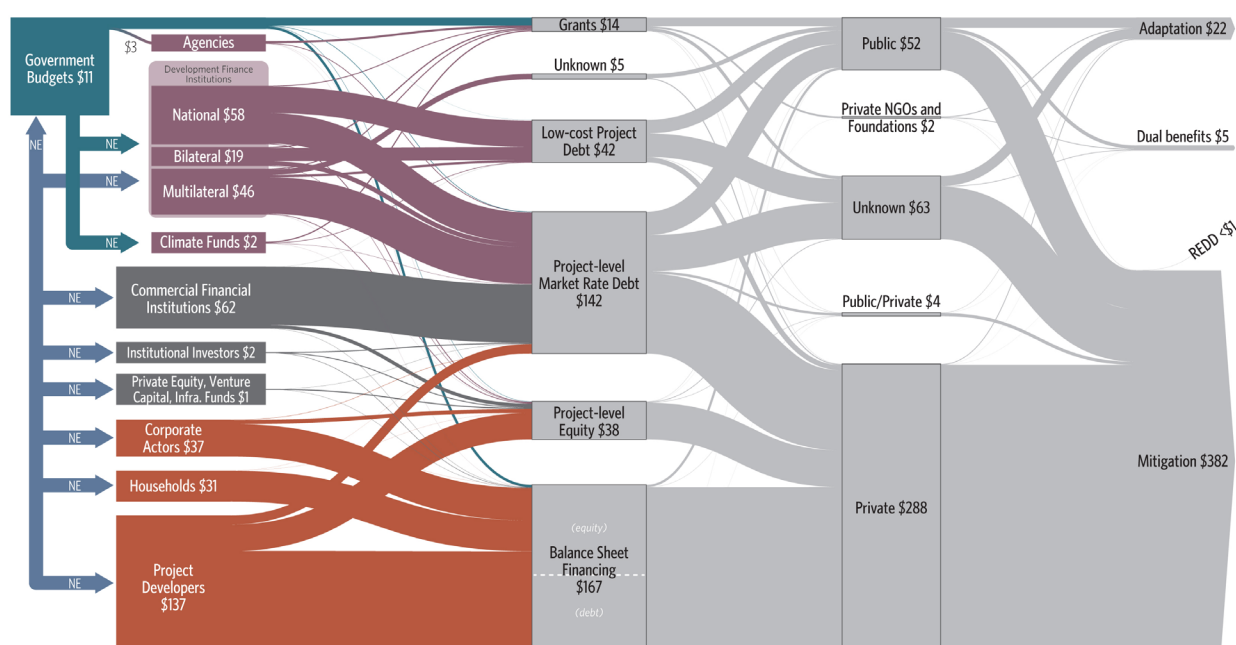 Government
Budgets $11
$3
Agencies
Development Finance
Institutions
National $58
Bilateral $19
Multilateral $46
Climate Funds $2
Commercial Financial
Institutions $62
Institutional Investors $2
Private Equity, Venture
Capital, Infra. Funds $1
Corporate
Actors $37
Households $31
Project
Developers
$137
NE
NE
NE
NE
NE
NE
NE
NE
NE
NE
Grants $14
Unknown $5
Low-cost Project
Debt $42
Project-level
Market Rate Debt
$142
Project-level
Equity $38
(equity)
Balance Sheet
Financing
$167
(debt)
Public $52
Private NGOs and
Foundations $2
Unknown $63
Public/Private $4
Private $288
Adaptation $22
Dual benefits $5
REDD <$1
Mitigation $382